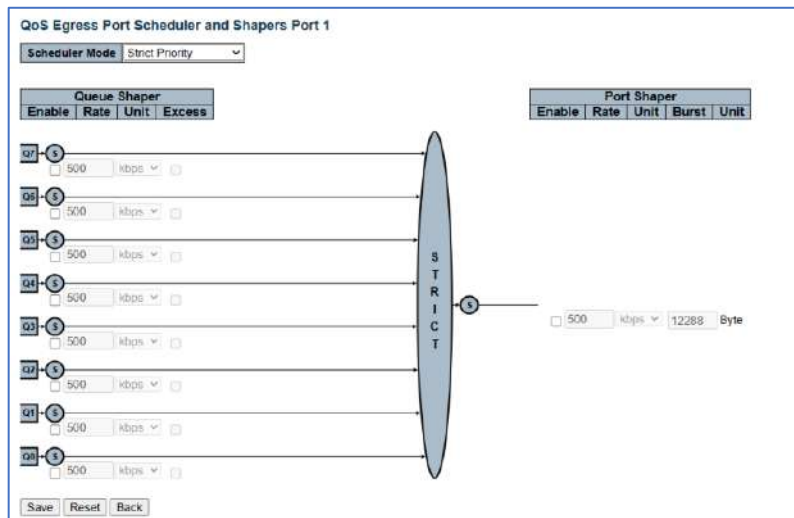 QoS Egress Port Scheduler and Shapers Port 1
Scheduler Mode Strict Priority
Queue Shaper
Enable Rate Unit Excess
Port Shaper
Enable Rate Unit Burst Unit
Q7 S
500 kbps
Q6 S
500 kbps
Q5 S
500 kbps
Q4 S
500 kbps
Q3 S
500 kbps
Q2 S
500 kbps
Q1 S
500 kbps
Q0 S
500 kbps
STRICT
S
500 kbps 12288 Byte
Save Reset Back